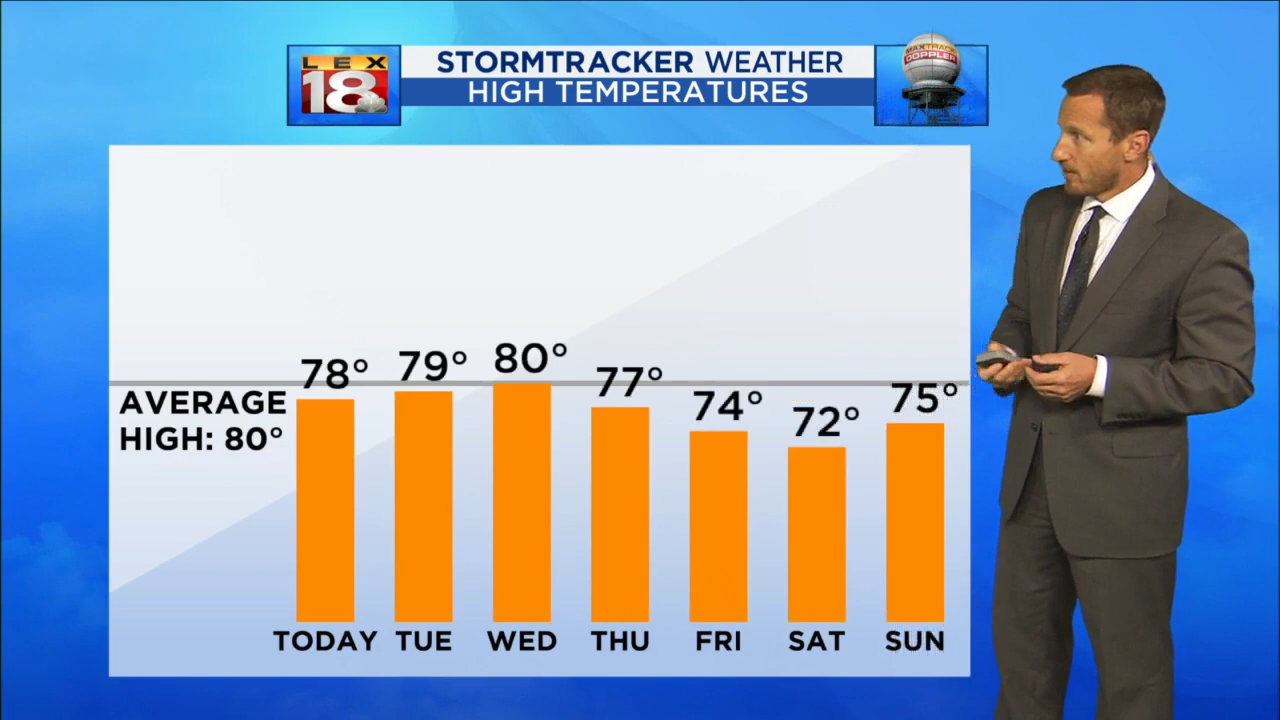 LEX
18
STORMTRACKER WEATHER
HIGH TEMPERATURES
MAXTRACK
DOPPLER
78° 79° 80° 77° 74° 72° 75°
AVERAGE
HIGH: 80°
TODAY TUE WED THU FRI SAT SUN